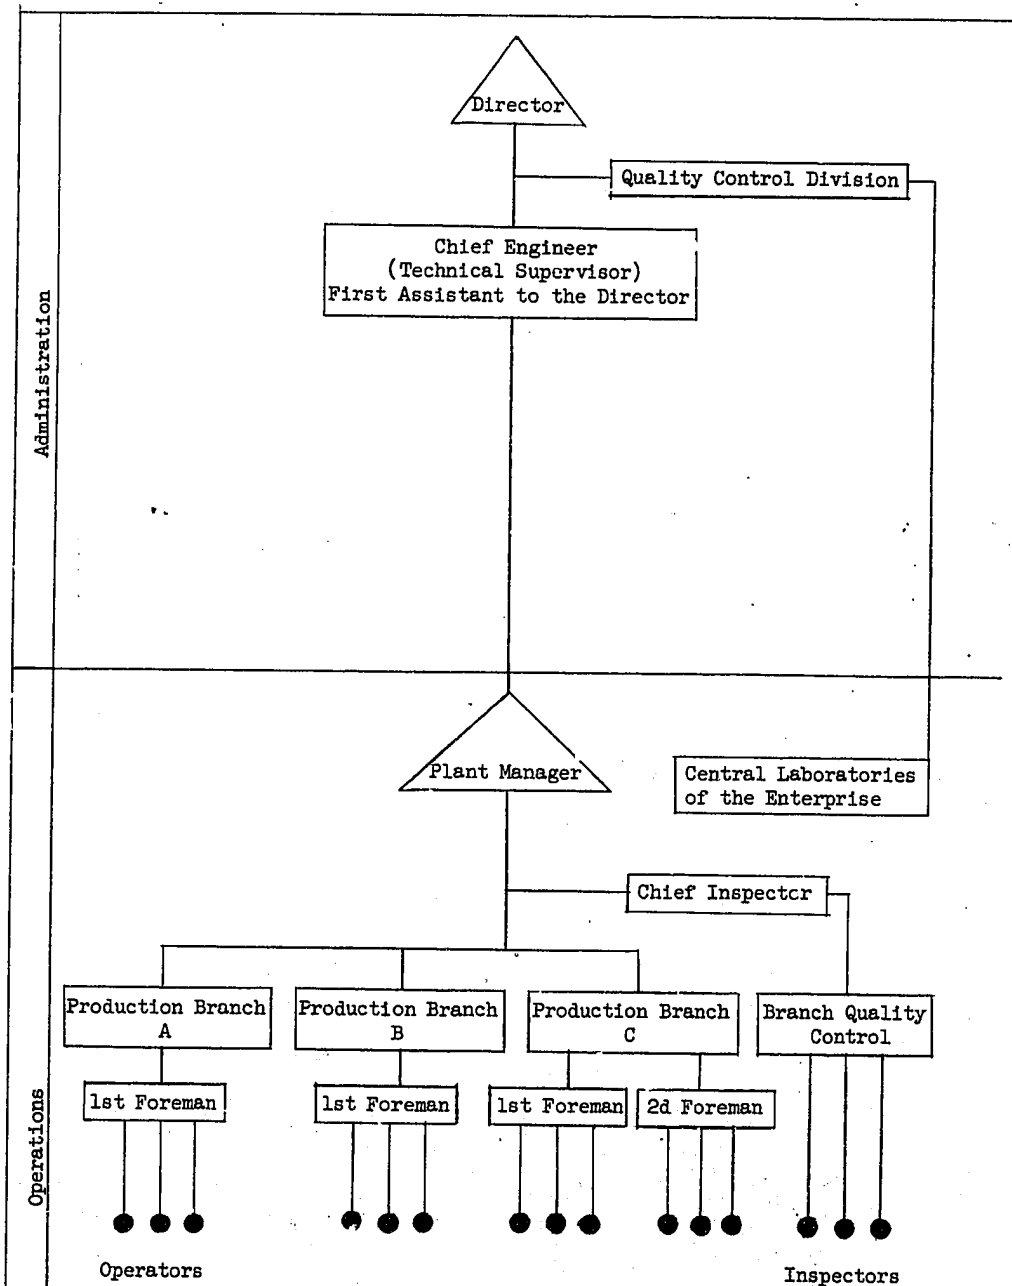 Director
Quality Control Division
Chief Engineer
(Technical Supervisor)
First Assistant to the Director
Administration
Plant Manager
Central Laboratories
of the Enterprise
Chief Inspector
Production Branch
A
Production Branch
B
Production Branch
C
Branch Quality
Control
1st Foreman
1st Foreman
1st Foreman
2d Foreman
Operations
Operators
Inspectors